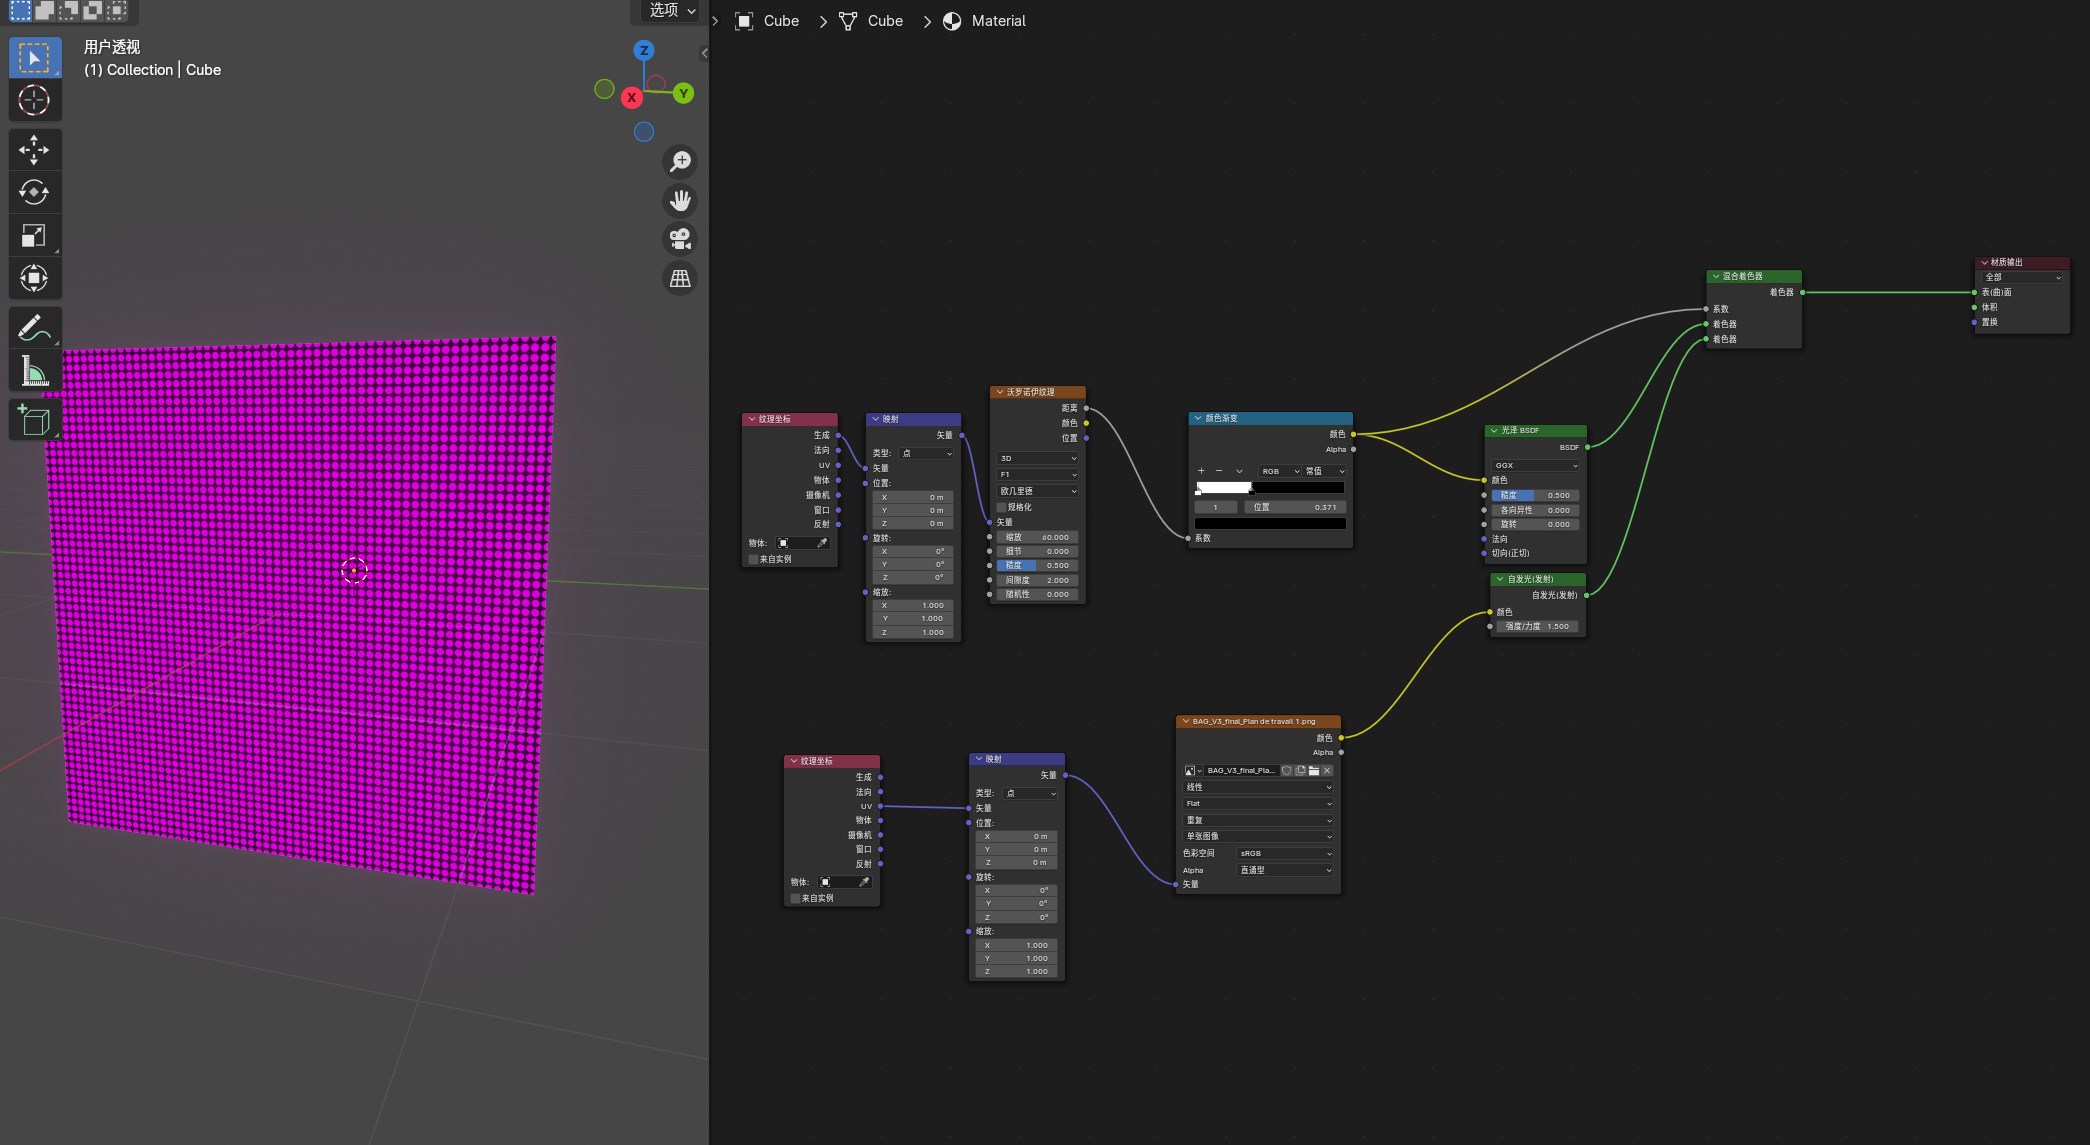 选项
用户透视
(1) Collection | Cube
Z
X
Y
Cube
Cube
Material
纹理坐标
生成
法向
UV
物体
摄像机
窗口
反射
物体:
来自实例
映射
矢量
类型: 点
矢量
位置:
X 0 m
Y 0 m
Z 0 m
旋转:
X 0°
Y 0°
Z 0°
缩放:
X 1.000
Y 1.000
Z 1.000
沃罗诺伊纹理
距离
颜色
位置
3D
F1
欧几里德
规格化
矢量
缩放 60.000
细节 0.000
糙度 0.500
间隙度 2.000
随机性 0.000
颜色渐变
颜色
Alpha
RGB 常值
1 位置 0.371
系数
光泽 BSDF
BSDF
GGX
颜色
糙度 0.500
各向异性 0.000
旋转 0.000
法向
切向(正切)
自发光(发射)
自发光(发射)
颜色
强度/力度 1.500
混合着色器
着色器
系数
着色器
着色器
材质输出
全部
表(曲)面
体积
置换
纹理坐标
生成
法向
UV
物体
摄像机
窗口
反射
物体:
来自实例
映射
矢量
类型: 点
矢量
位置:
X 0 m
Y 0 m
Z 0 m
旋转:
X 0°
Y 0°
Z 0°
缩放:
X 1.000
Y 1.000
Z 1.000
BAG_V3_final_Plan de travail 1.png
颜色
Alpha
BAG_V3_final_Pla...
线性
Flat
重复
单张图像
色彩空间 sRGB
Alpha 直通型
矢量